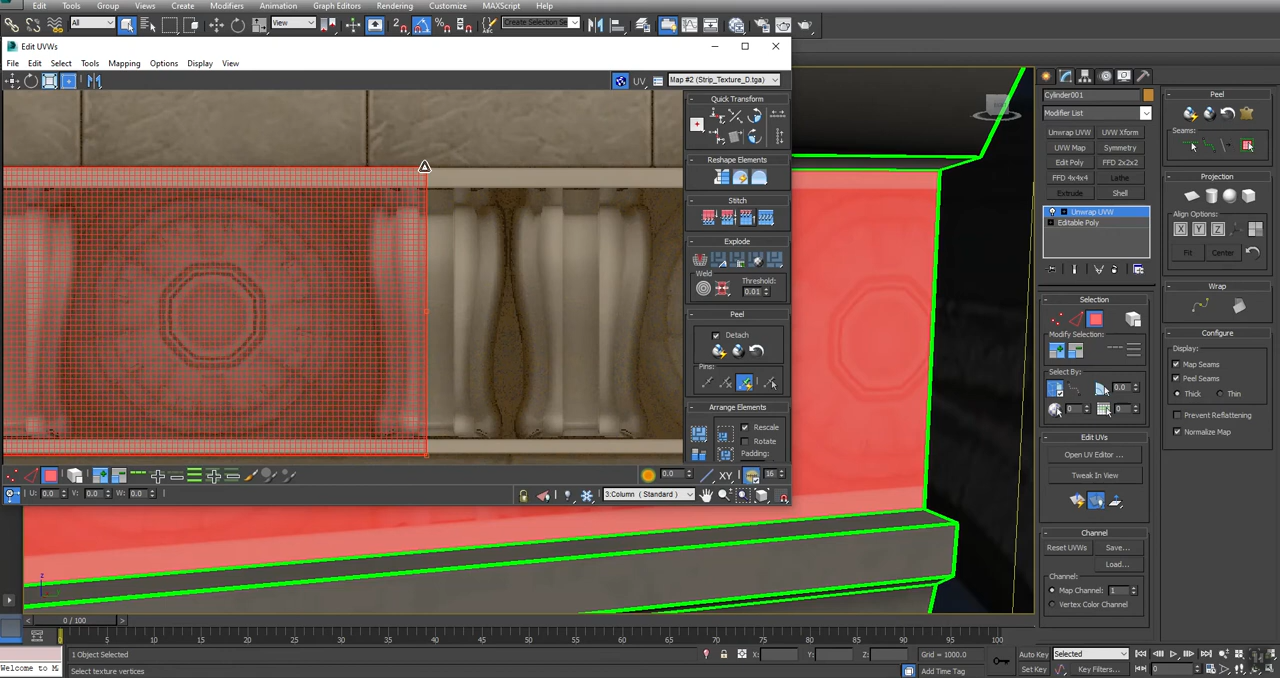 Edit Tools Group Views Create Modifiers Animation Graph Editors Rendering Customize MAXScript Help
All View Create Selection Se
Edit UVWs
File Edit Select Tools Mapping Options Display View
UV Map #2 (Strip_Texture_D.tga)
Quick Transform
Reshape Elements
Stitch
Explode
Weld
Threshold:
0.01
Peel
Detach
Pins:
Arrange Elements
Rescale
Rotate
Padding:
0.0 XY 16
U: 0.0 V: 0.0 W: 0.0 3:Column ( Standard )
z
Cylinder001
Modifier List
Unwrap UVW UVW Xform
UVW Map Symmetry
Edit Poly FFD 2x2x2
FFD 4x4x4 Lathe
Extrude Shell
Unwrap UVW
Editable Poly
Selection
Modify Selection:
Select By:
0.0
0 0
Edit UVs
Open UV Editor ...
Tweak In View
Channel
Reset UVWs Save...
Load...
Channel:
Map Channel: 1
Vertex Color Channel
Peel
Seams:
Projection
Align Options:
X Y Z
Fit Center
Wrap
Configure
Display:
Map Seams
Peel Seams
Thick Thin
Prevent Reflattening
Normalize Map
0 / 100
0 5 10 15 20 25 30 35 40 45 50 55 60 65 70 75 80 85 90 95 100
1 Object Selected X: Y: Z: Grid = 1000.0 Auto Key Selected
Welcome to M Select texture vertices Add Time Tag Set Key Key Filters... 0